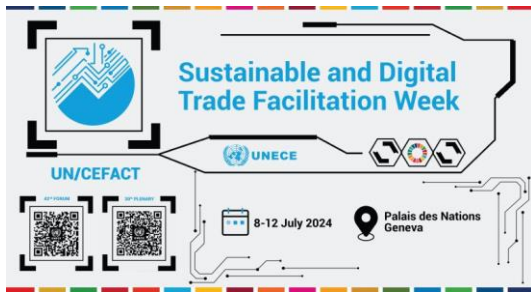 Sustainable and Digital
Trade Facilitation Week
UNECE
UN/CEFACT
8-12 July 2024
Palais des Nations
Geneva